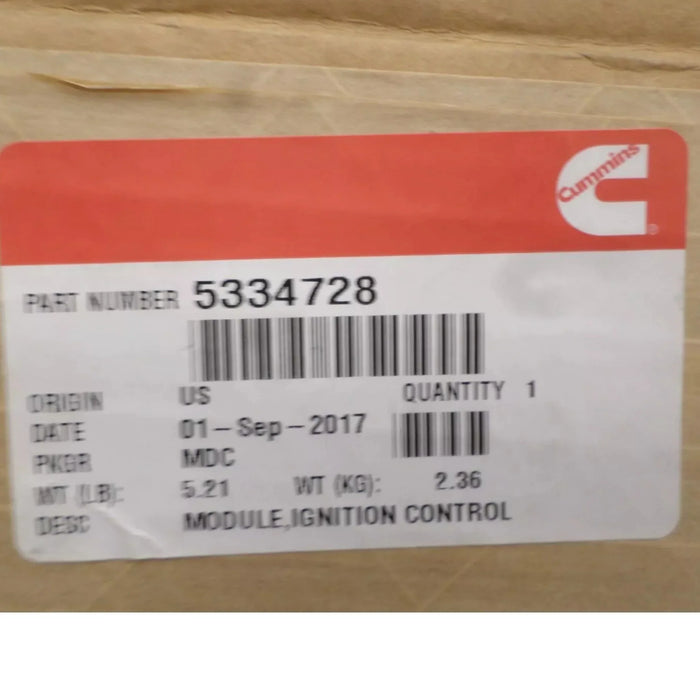 Cummins
PART NUMBER 5334728
ORIGIN US QUANTITY 1
DATE 01-Sep-2017
PKGR MDC
WT (LB): 5.21 WT (KG): 2.36
DESC MODULE,IGNITION CONTROL